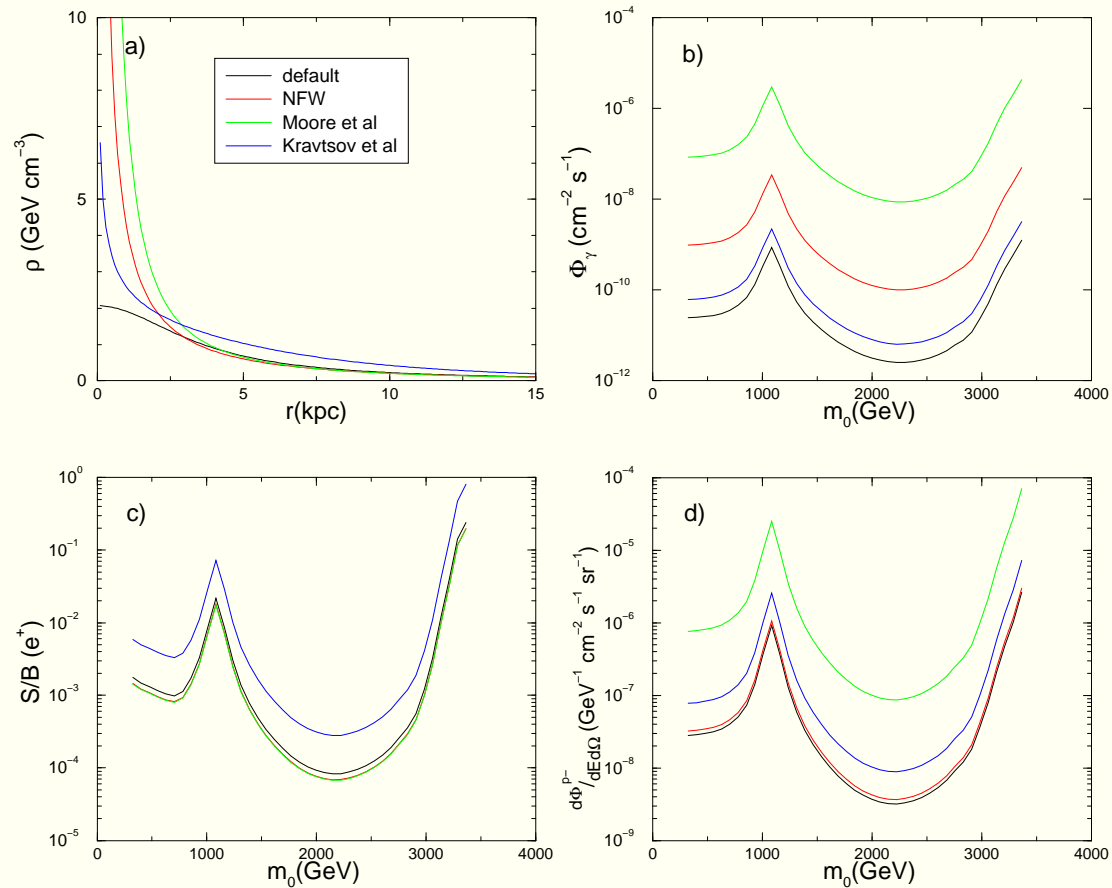 a)
default
NFW
Moore et al
Kravtsov et al
ρ (GeV cm⁻³)
10
5
0
0 5 10 15
r(kpc)
b)
Φ_γ (cm⁻² s⁻¹)
10⁻⁴
10⁻⁶
10⁻⁸
10⁻¹⁰
10⁻¹²
0 1000 2000 3000 4000
m₀(GeV)
c)
S/B (e⁺)
10⁰
10⁻¹
10⁻²
10⁻³
10⁻⁴
10⁻⁵
0 1000 2000 3000 4000
m₀(GeV)
d)
dΦᵖ⁻/dEdΩ (GeV⁻¹ cm⁻² s⁻¹ sr⁻¹)
10⁻⁴
10⁻⁵
10⁻⁶
10⁻⁷
10⁻⁸
10⁻⁹
0 1000 2000 3000 4000
m₀(GeV)